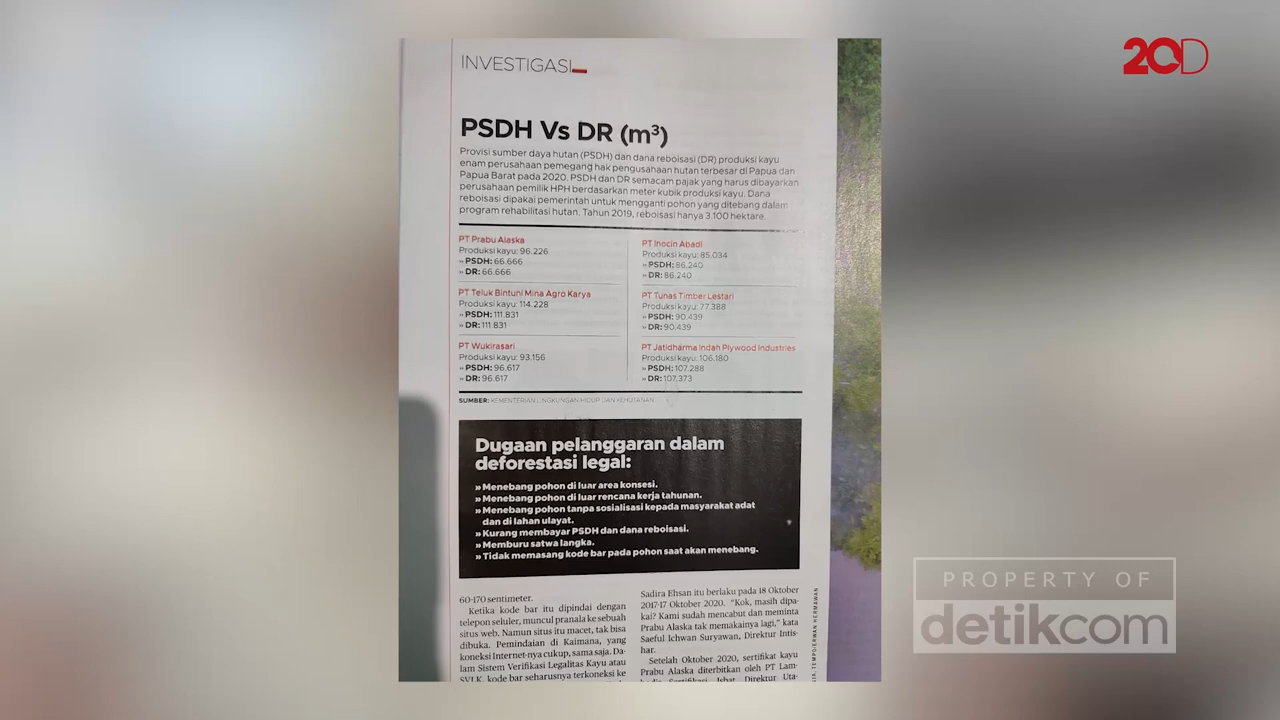 20D
INVESTIGASI
PSDH Vs DR (m³)
Provisi sumber daya hutan (PSDH) dan dana reboisasi (DR) produksi kayu
enam perusahaan pemegang hak pengusahaan hutan terbesar di Papua dan
Papua Barat pada 2020. PSDH dan DR semacam pajak yang harus dibayarkan
perusahaan pemilik HPH berdasarkan meter kubik produksi kayu. Dana
reboisasi dipakai pemerintah untuk mengganti pohon yang ditebang dalam
program rehabilitasi hutan. Tahun 2019, reboisasi hanya 3.100 hektare.
PT Prabu Alaska
Produksi kayu: 96.226
» PSDH: 66.666
» DR: 66.666
PT Teluk Bintuni Mina Agro Karya
Produksi kayu: 114.228
» PSDH: 111.831
» DR: 111.831
PT Wukirasari
Produksi kayu: 93.156
» PSDH: 96.617
» DR: 96.617
PT Inocin Abadi
Produksi kayu: 85.034
» PSDH: 86.240
» DR: 86.240
PT Tunas Timber Lestari
Produksi kayu: 77.388
» PSDH: 90.439
» DR: 90.439
PT Jatidharma Indah Plywood Industries
Produksi kayu: 106.180
» PSDH: 107.288
» DR: 107.373
SUMBER: KEMENTERIAN LINGKUNGAN HIDUP DAN KEHUTANAN
Dugaan pelanggaran dalam
deforestasi legal:
» Menebang pohon di luar area konsesi.
» Menebang pohon di luar rencana kerja tahunan.
» Menebang pohon tanpa sosialisasi kepada masyarakat adat
dan di lahan ulayat.
» Kurang membayar PSDH dan dana reboisasi.
» Memburu satwa langka.
» Tidak memasang kode bar pada pohon saat akan menebang.
60-170 sentimeter.
Ketika kode bar itu dipindai dengan
telepon seluler, muncul pranala ke sebuah
situs web. Namun situs itu macet, tak bisa
dibuka. Pemindaian di Kaimana, yang
koneksi Internet-nya cukup, sama saja. Da-
lam Sistem Verifikasi Legalitas Kayu atau
SVLK, kode bar seharusnya terkoneksi ke
Sadira Ehsan itu berlaku pada 18 Oktober
2017-17 Oktober 2020. "Kok, masih dipa-
kai? Kami sudah mencabut dan meminta
Prabu Alaska tak memakainya lagi," kata
Saeful Ichwan Suryawan, Direktur Intis-
har.
Setelah Oktober 2020, sertifikat kayu
Prabu Alaska diterbitkan oleh PT Lam-
TEMPO/ERWAN HERMAWAN
PROPERTY OF
detikcom